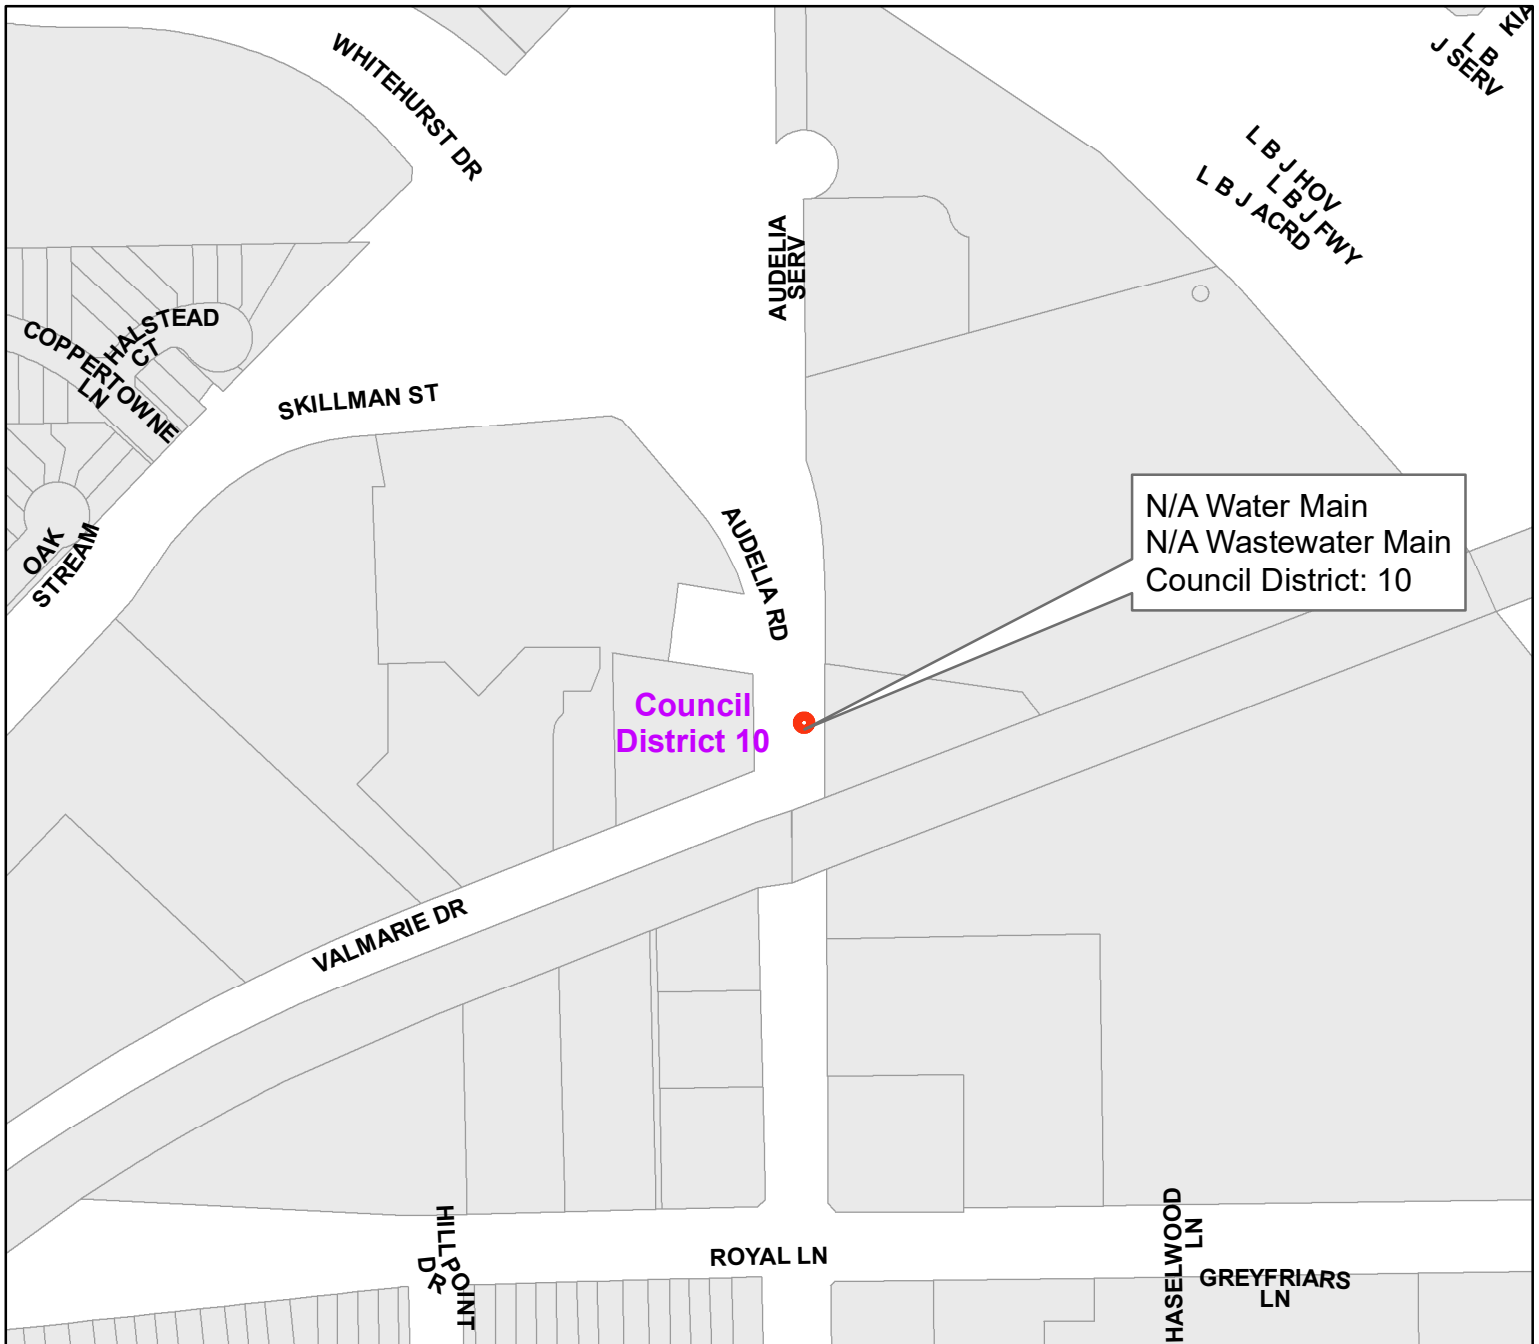 KIA
L B
J SERV
WHITEHURST DR
L B J HOV
L B J FWY
L B J ACRD
AUDELIA
SERV
HALSTEAD
CT
COPPERTOWNE
LN
SKILLMAN ST
OAK
STREAM
AUDELIA RD
N/A Water Main
N/A Wastewater Main
Council District: 10
Council
District 10
VALMARIE DR
HILLPOINT
DR
ROYAL LN
HASELWOOD
LN
GREYFRIARS
LN